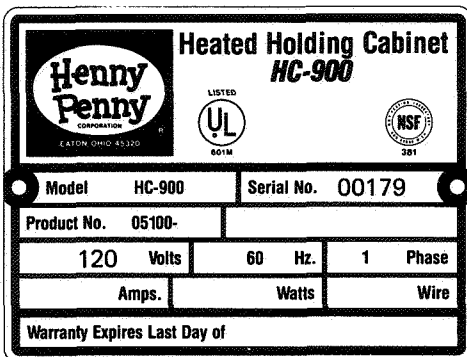 Heated Holding Cabinet
HC-900
Henny
Penny
CORPORATION
R
EATON OHIO 45320
LISTED
UL
601M
NSF
381
Model HC-900 Serial No. 00179
Product No. 05100-
120 Volts 60 Hz. 1 Phase
Amps. Watts Wire
Warranty Expires Last Day of